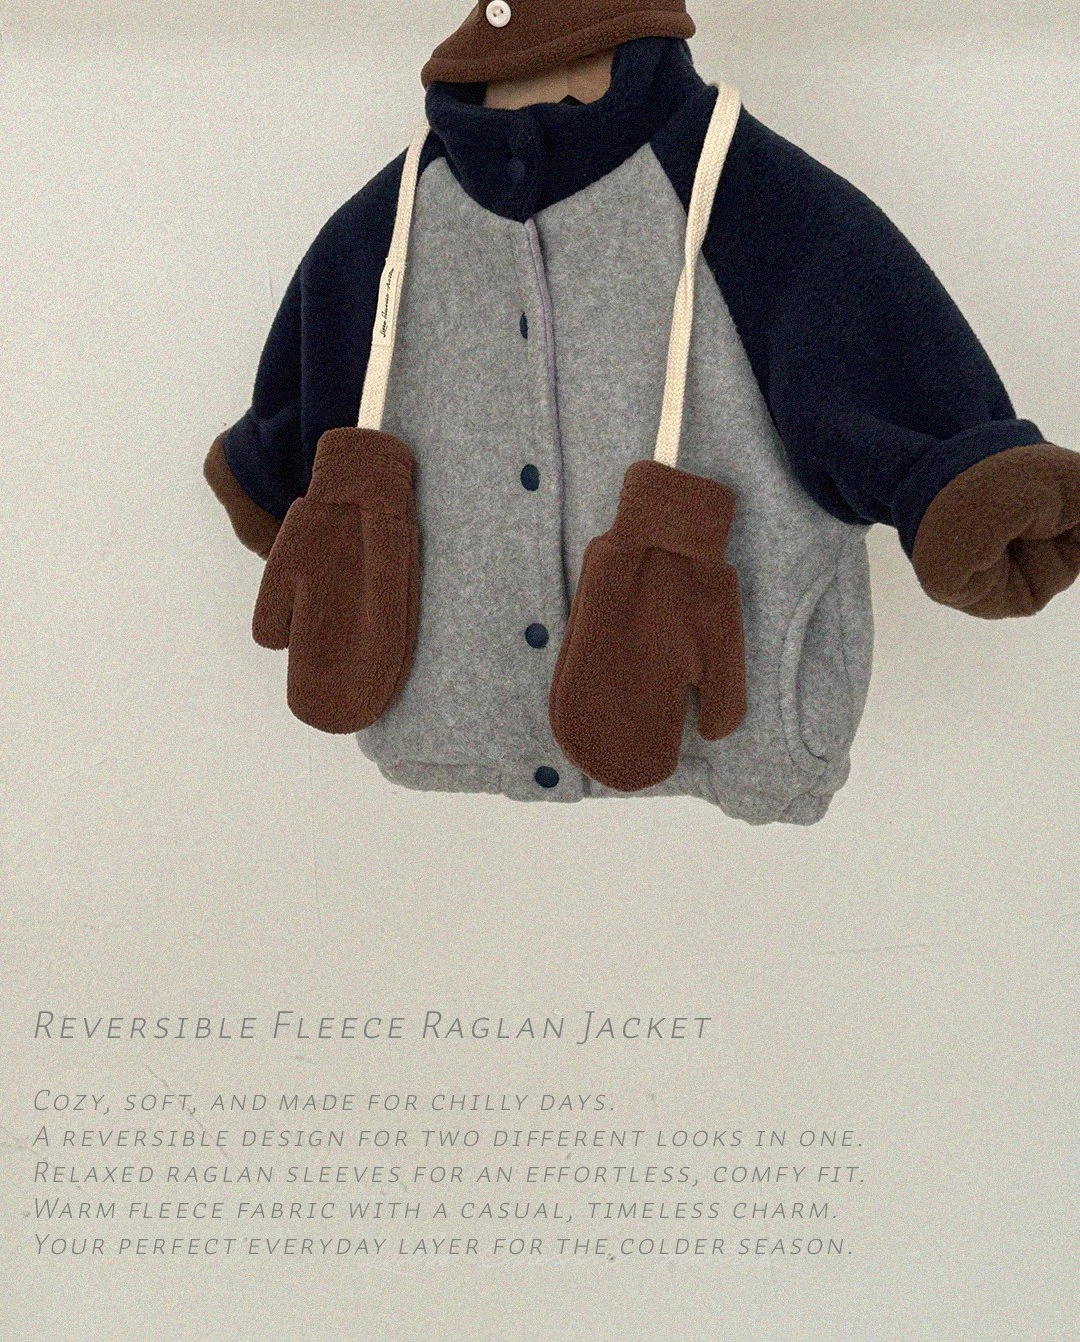 Reversible Fleece Raglan Jacket
Cozy, soft, and made for chilly days.
A reversible design for two different looks in one.
Relaxed raglan sleeves for an effortless, comfy fit.
Warm fleece fabric with a casual, timeless charm.
Your perfect everyday layer for the colder season.